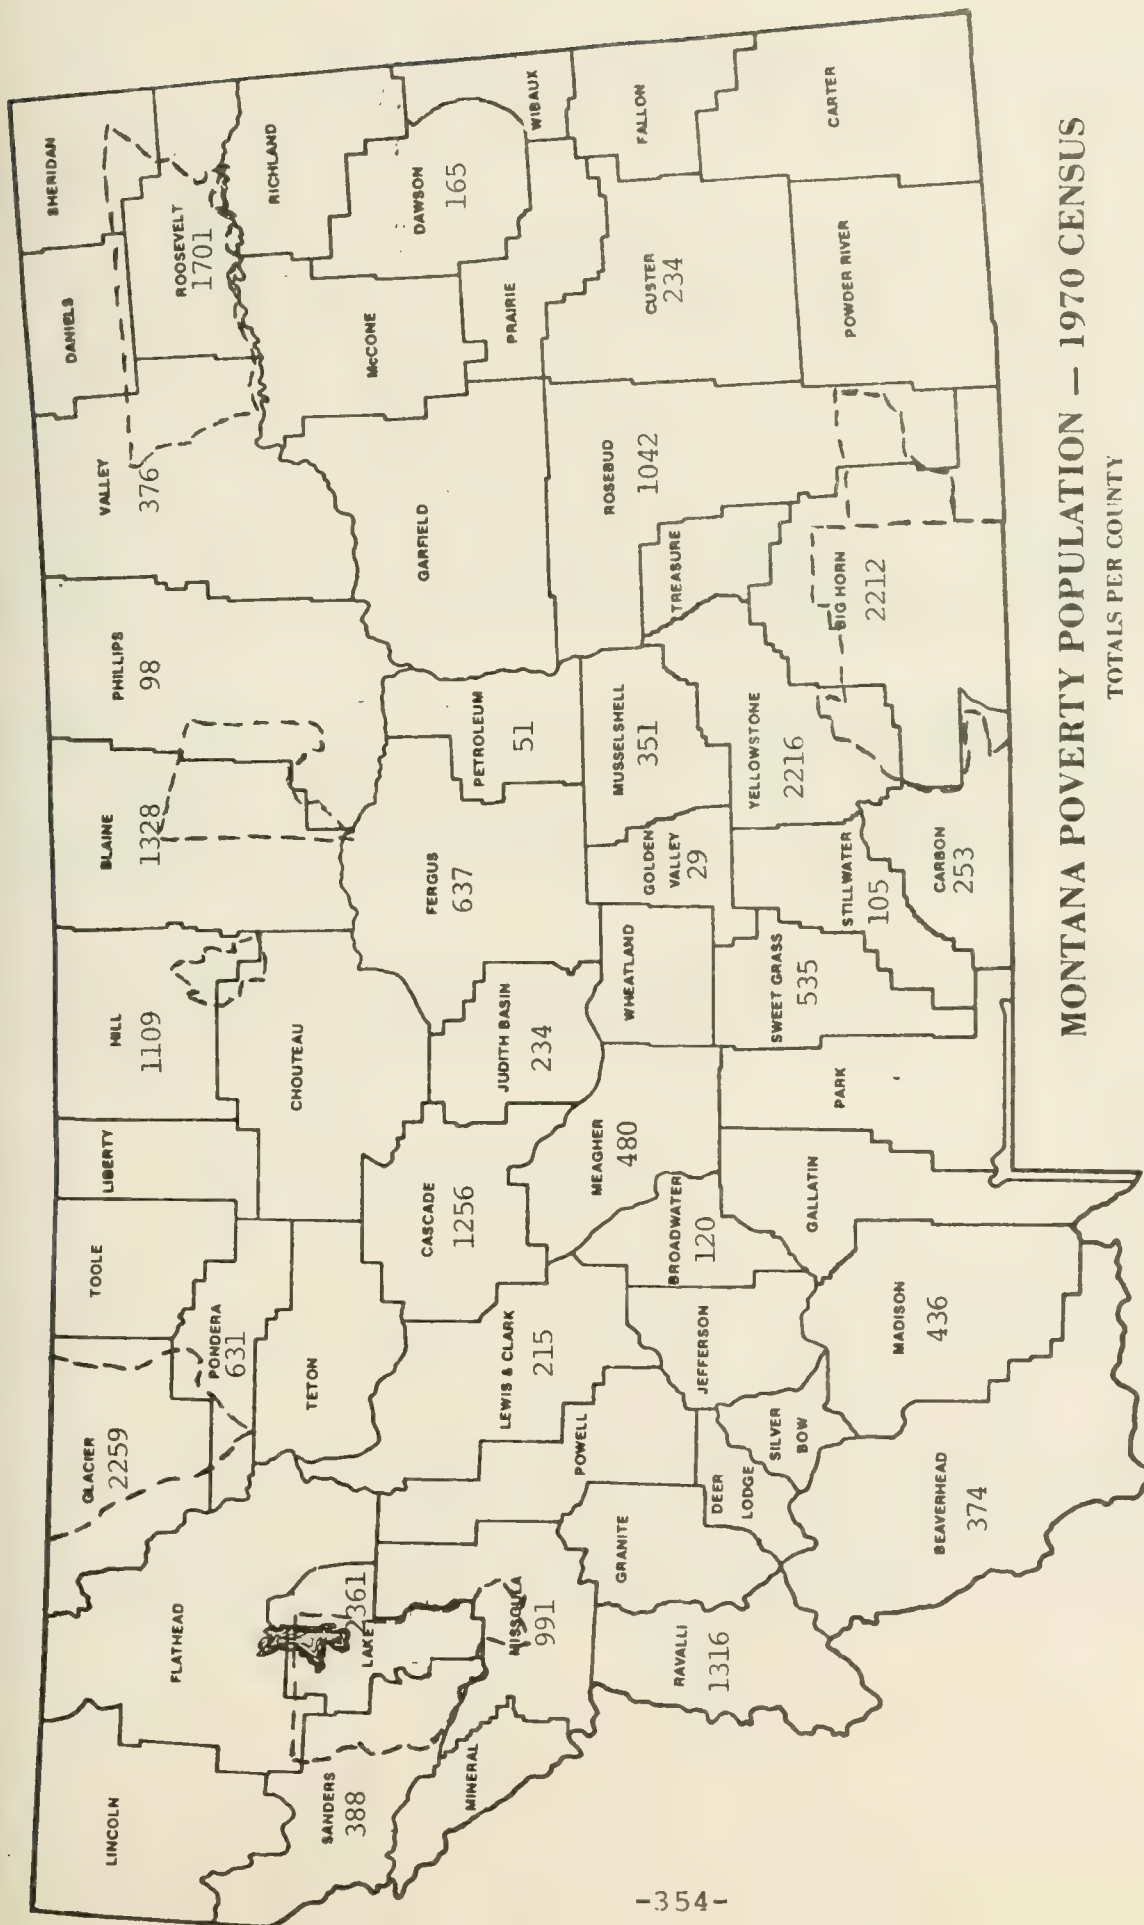 LINCOLN
FLATHEAD
GLACIER
2259
TOOLE
LIBERTY
HILL
1109
BLAINE
1328
PHILLIPS
98
VALLEY
376
DANIELS
SHERIDAN
ROOSEVELT
1701
SANDERS
388
LAKE
2361
PONDERA
631
TETON
CHOUTEAU
RICHLAND
McCONE
GARFIELD
DAWSON
165
MINERAL
MISSOULA
991
POWELL
LEWIS & CLARK
215
CASCADE
1256
JUDITH BASIN
234
FERGUS
637
PETROLEUM
51
PRAIRIE
WIBAUX
RAVALLI
1316
GRANITE
DEER
LODGE
SILVER
BOW
JEFFERSON
BROADWATER
120
MEAGHER
480
WHEATLAND
GOLDEN
VALLEY
29
MUSSELSHELL
351
TREASURE
ROSEBUD
1042
CUSTER
234
FALLON
BEAVERHEAD
374
MADISON
436
GALLATIN
PARK
SWEET GRASS
535
STILLWATER
105
CARBON
253
YELLOWSTONE
2216
BIG HORN
2212
POWDER RIVER
CARTER
MONTANA POVERTY POPULATION — 1970 CENSUS
TOTALS PER COUNTY
-354-